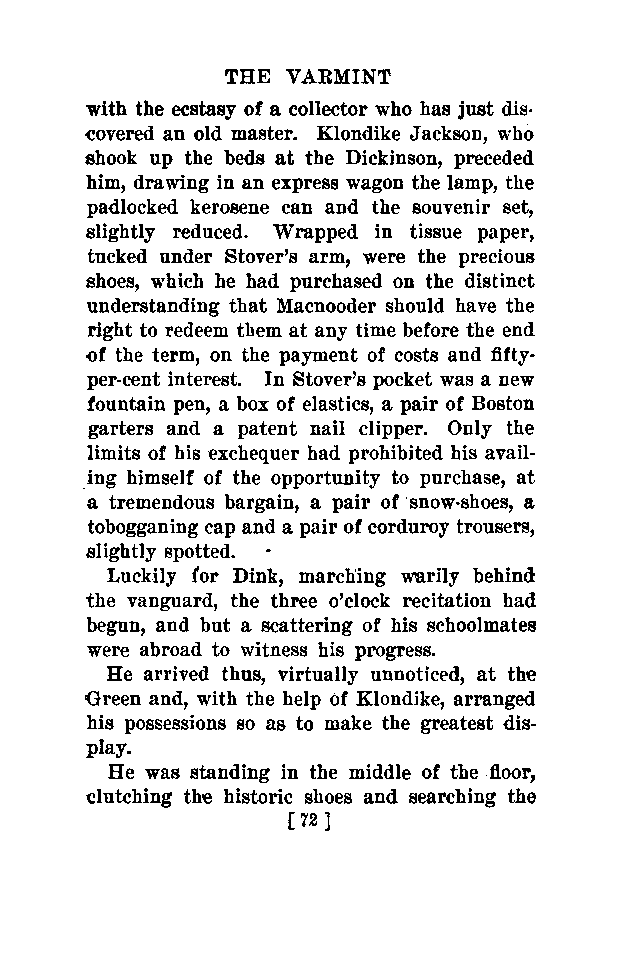 THE VARMINT
with the ecstasy of a collector who has just dis-
covered an old master. Klondike Jackson, who
shook up the beds at the Dickinson, preceded
him, drawing in an express wagon the lamp, the
padlocked kerosene can and the souvenir set,
slightly reduced. Wrapped in tissue paper,
tucked under Stover's arm, were the precious
shoes, which he had purchased on the distinct
understanding that Macnooder should have the
right to redeem them at any time before the end
of the term, on the payment of costs and fifty-
per-cent interest. In Stover's pocket was a new
fountain pen, a box of elastics, a pair of Boston
garters and a patent nail clipper. Only the
limits of his exchequer had prohibited his avail-
ing himself of the opportunity to purchase, at
a tremendous bargain, a pair of snow-shoes, a
tobogganing cap and a pair of corduroy trousers,
slightly spotted.
Luckily for Dink, marching warily behind
the vanguard, the three o'clock recitation had
begun, and but a scattering of his schoolmates
were abroad to witness his progress.
He arrived thus, virtually unnoticed, at the
Green and, with the help of Klondike, arranged
his possessions so as to make the greatest dis-
play.
He was standing in the middle of the floor,
clutching the historic shoes and searching the
[ 72 ]